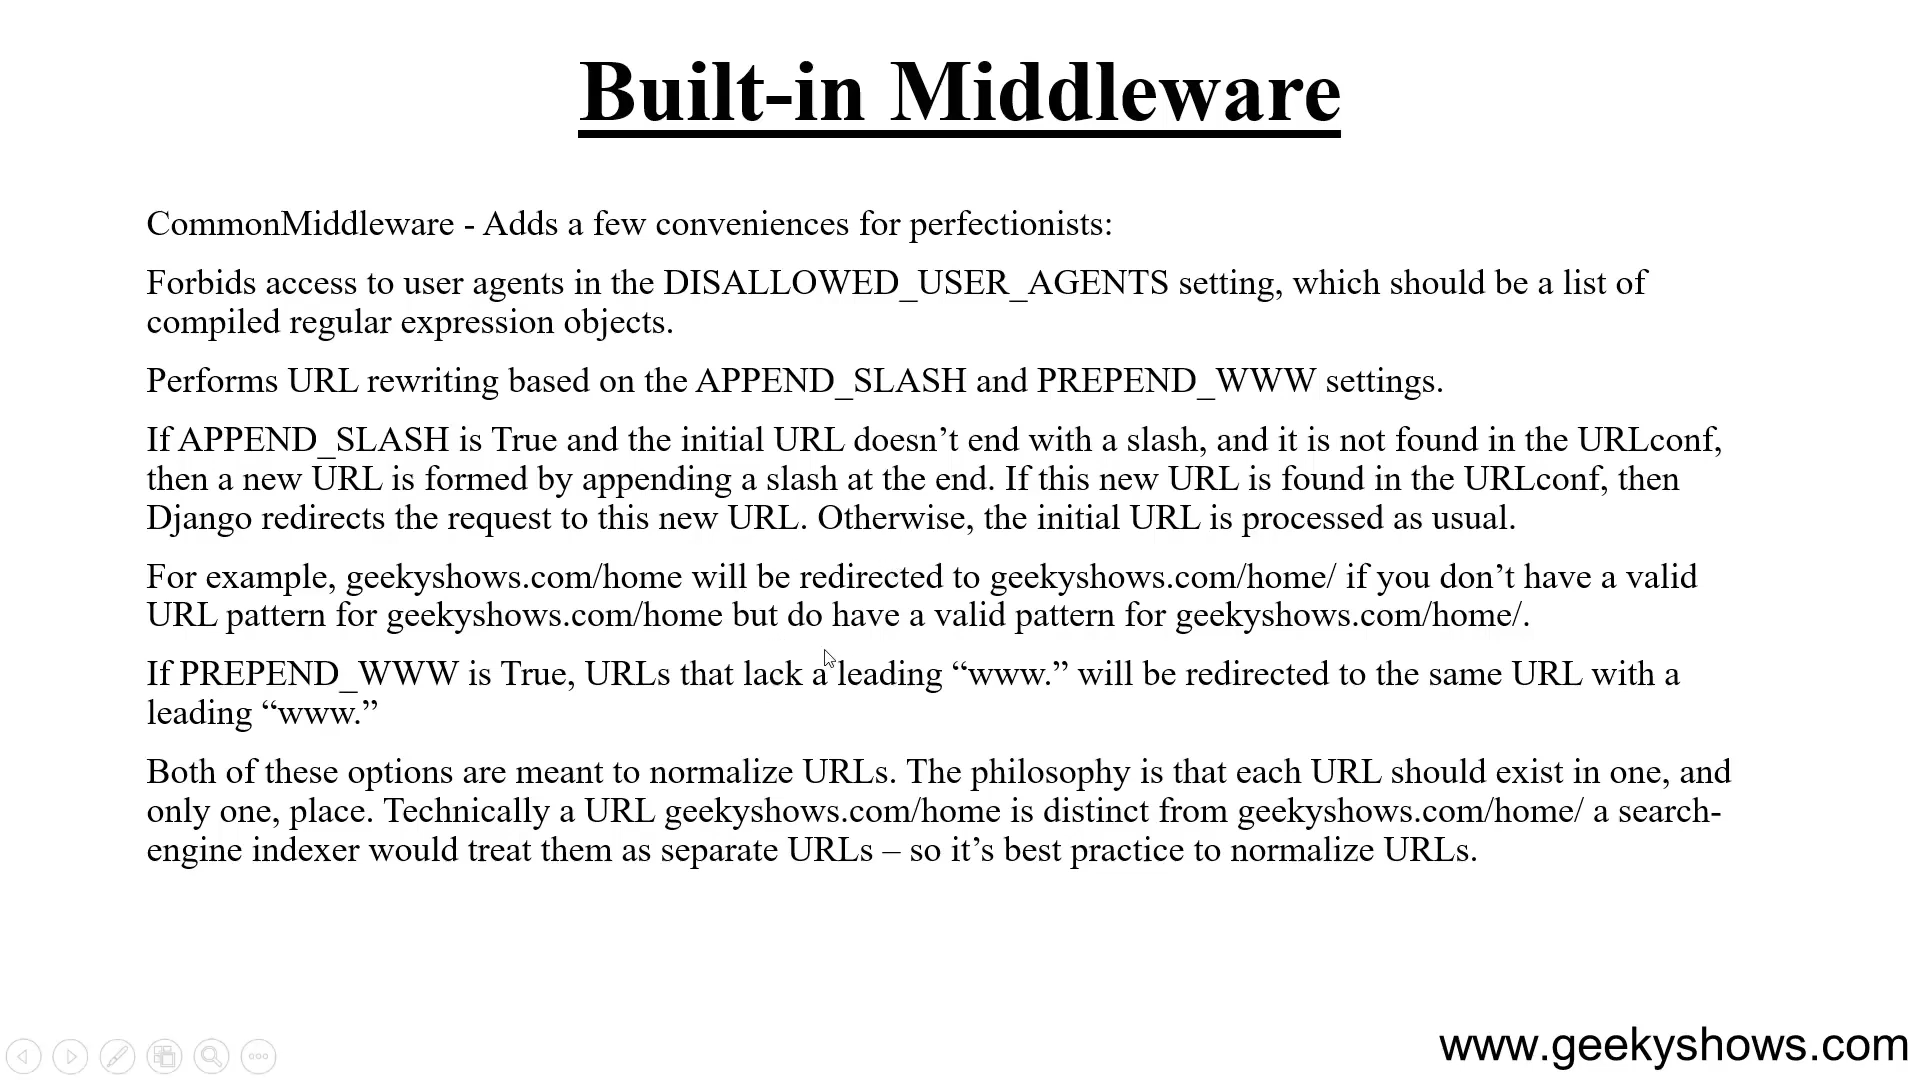 Built-in Middleware
CommonMiddleware - Adds a few conveniences for perfectionists:
Forbids access to user agents in the DISALLOWED_USER_AGENTS setting, which should be a list of
compiled regular expression objects.
Performs URL rewriting based on the APPEND_SLASH and PREPEND_WWW settings.
If APPEND_SLASH is True and the initial URL doesn’t end with a slash, and it is not found in the URLconf,
then a new URL is formed by appending a slash at the end. If this new URL is found in the URLconf, then
Django redirects the request to this new URL. Otherwise, the initial URL is processed as usual.
For example, geekyshows.com/home will be redirected to geekyshows.com/home/ if you don’t have a valid
URL pattern for geekyshows.com/home but do have a valid pattern for geekyshows.com/home/.
If PREPEND_WWW is True, URLs that lack a leading “www.” will be redirected to the same URL with a
leading “www.”
Both of these options are meant to normalize URLs. The philosophy is that each URL should exist in one, and
only one, place. Technically a URL geekyshows.com/home is distinct from geekyshows.com/home/ a search-
engine indexer would treat them as separate URLs – so it’s best practice to normalize URLs.
www.geekyshows.com